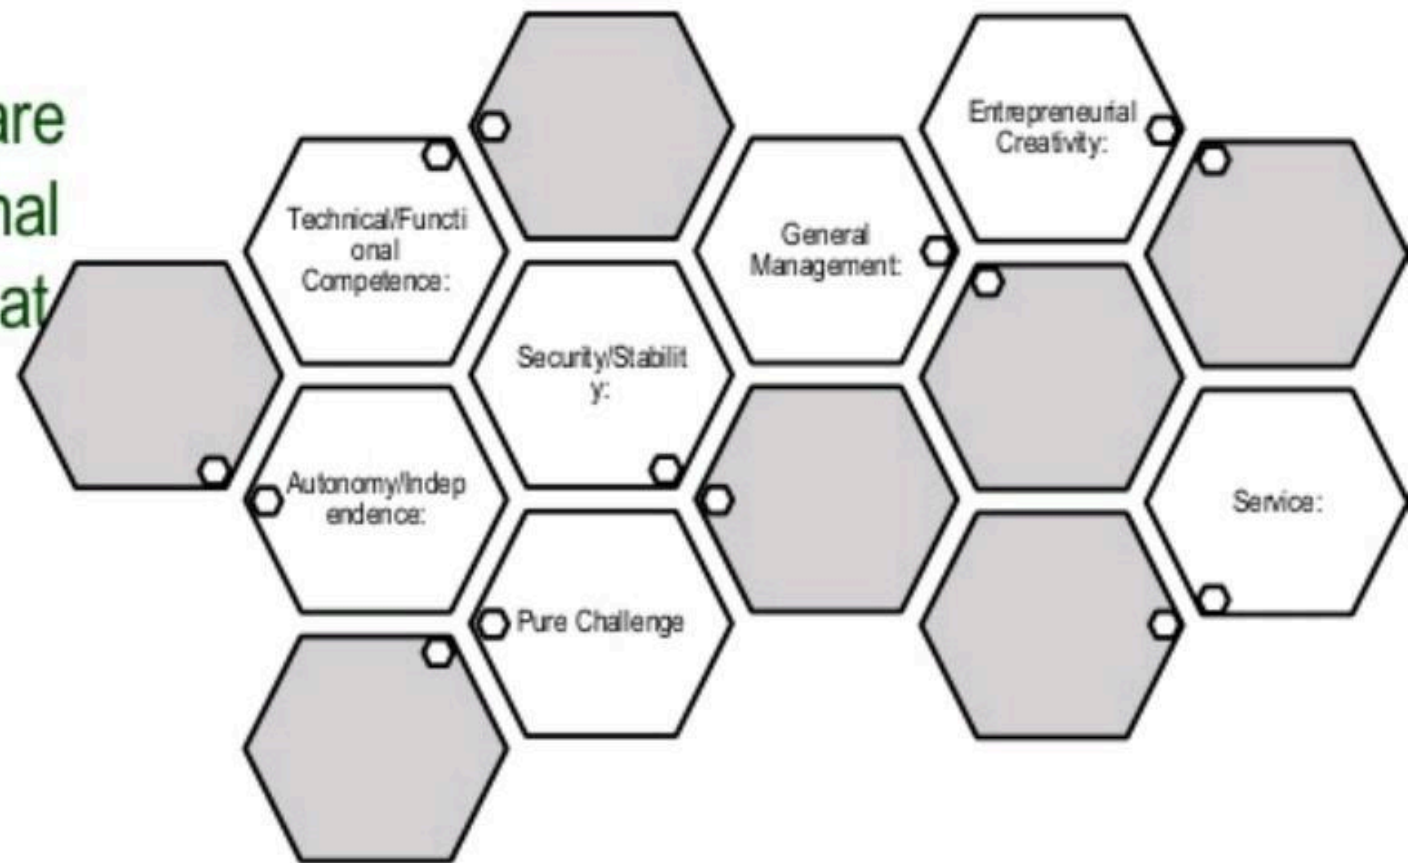 are
nal
at
Entrepreneurial
Creativity:
Technical/Functi
onal
Competence:
General
Management:
Security/Stabilit
y:
Autonomy/Indep
endence:
Service:
Pure Challenge